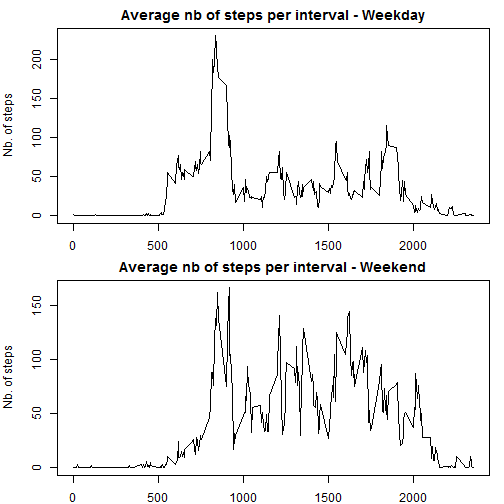 Average nb of steps per interval - Weekday
Nb. of steps
200
150
100
50
0
0 500 1000 1500 2000
Average nb of steps per interval - Weekend
Nb. of steps
150
100
50
0
0 500 1000 1500 2000